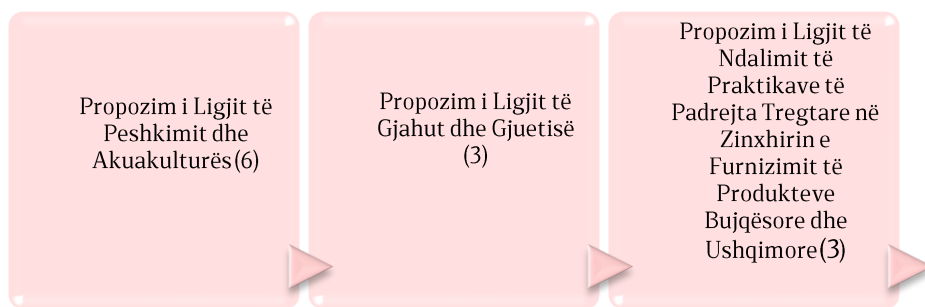 Propozim i Ligjit të
Peshkimit dhe
Akuakulturës (6)
Propozim i Ligjit të
Gjahut dhe Gjuetisë
(3)
Propozim i Ligjit të
Ndalimit të
Praktikave të
Padrejta Tregtare në
Zinxhirin e
Furnizimit të
Produkteve
Bujqësore dhe
Ushqimore (3)